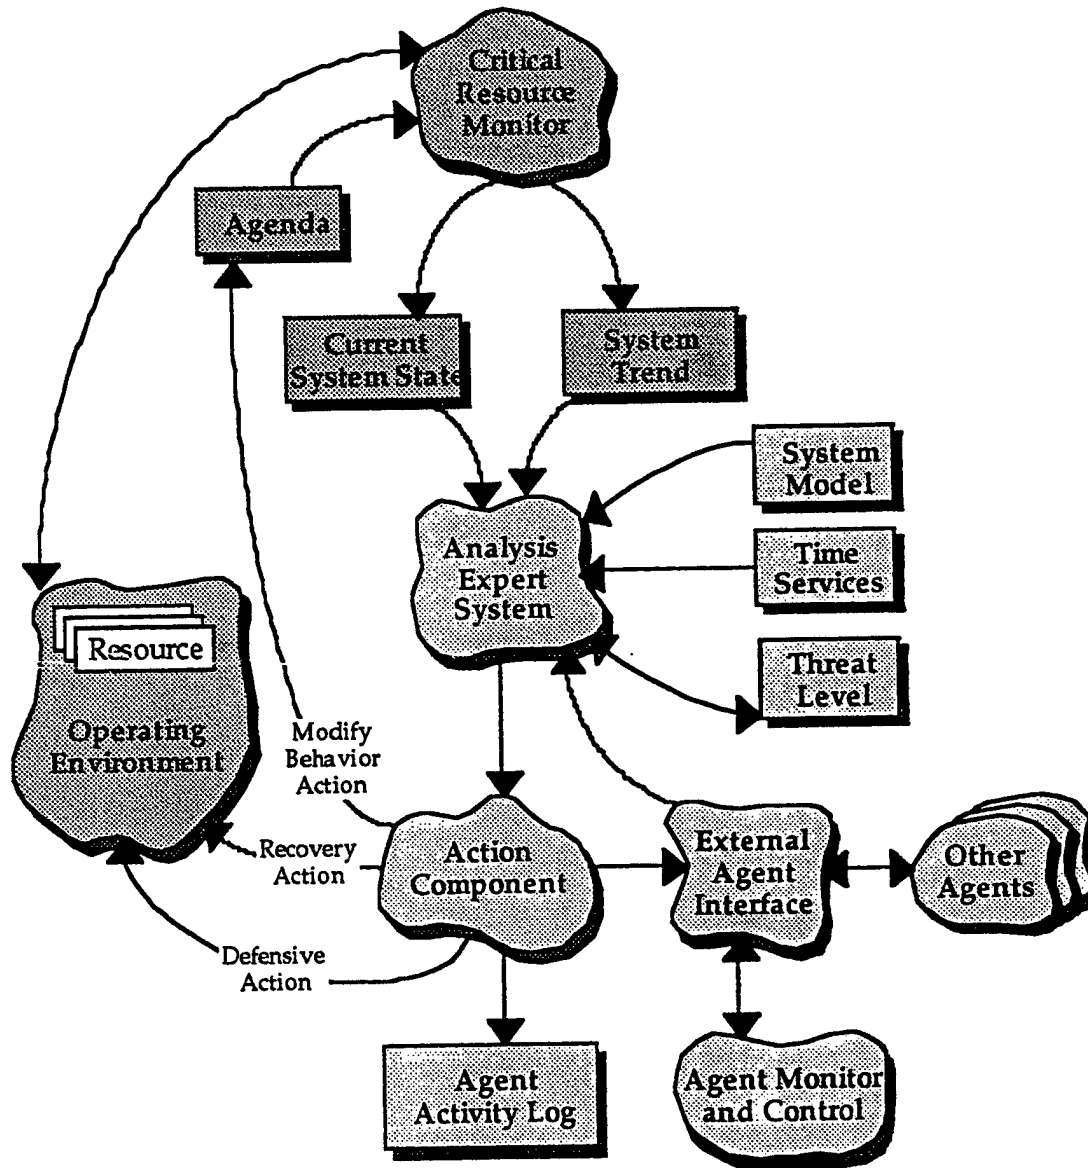 Critical
Resource
Monitor
Agenda
Current
System State
System
Trend
System
Model
Analysis
Expert
System
Time
Services
Resource
Threat
Level
Operating
Environment
Modify
Behavior
Action
Recovery
Action
Action
Component
External
Agent
Interface
Other
Agents
Defensive
Action
Agent
Activity Log
Agent Monitor
and Control